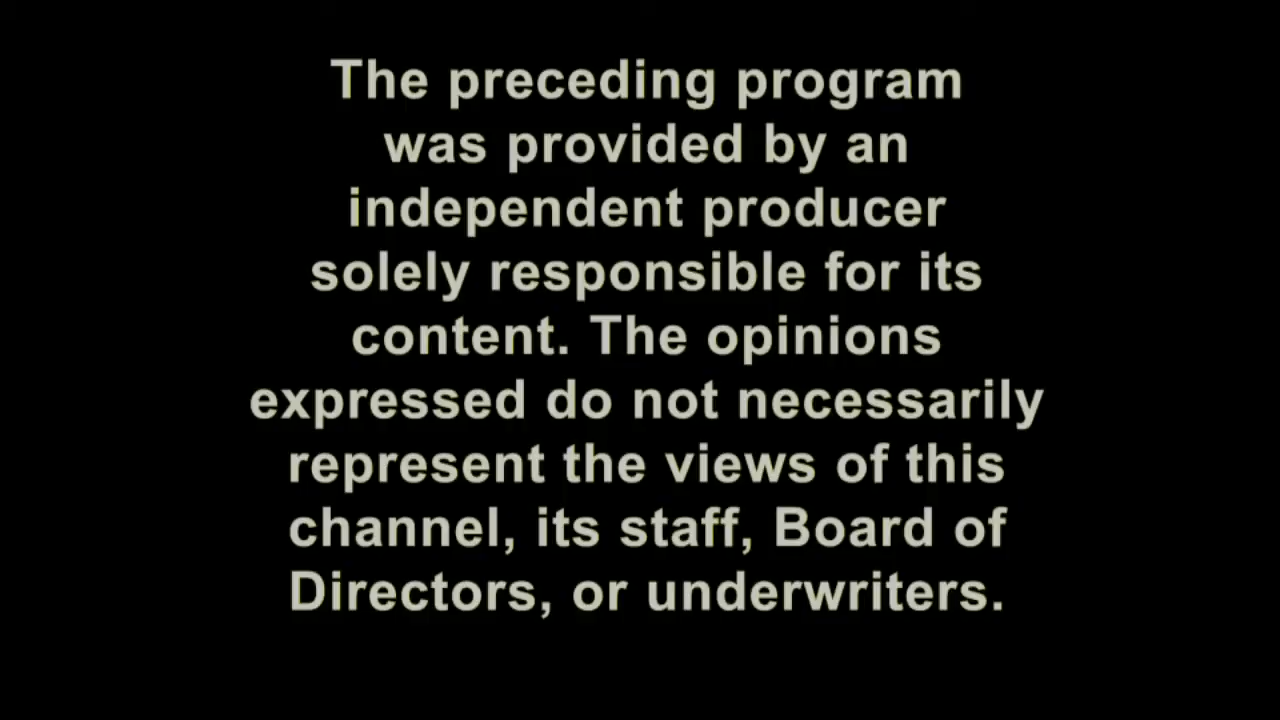 The preceding program
was provided by an
independent producer
solely responsible for its
content. The opinions
expressed do not necessarily
represent the views of this
channel, its staff, Board of
Directors, or underwriters.